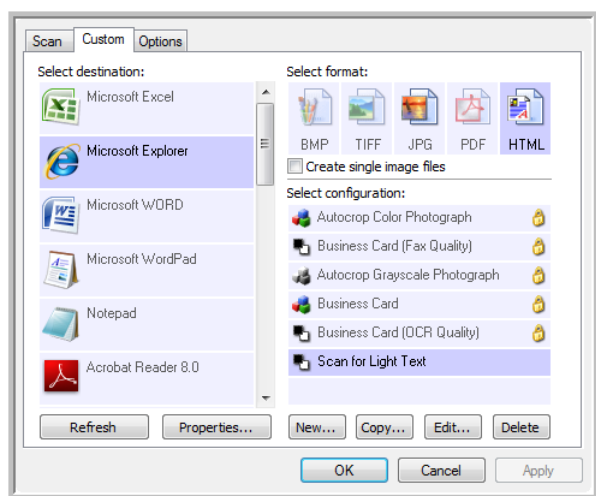 Scan Custom Options
Select destination:
Microsoft Excel
Microsoft Explorer
Microsoft WORD
Microsoft WordPad
Notepad
Acrobat Reader 8.0
Refresh Properties...
Select format:
BMP TIFF JPG PDF HTML
Create single image files
Select configuration:
Autocrop Color Photograph
Business Card (Fax Quality)
Autocrop Grayscale Photograph
Business Card
Business Card (OCR Quality)
Scan for Light Text
New... Copy... Edit... Delete
OK Cancel Apply